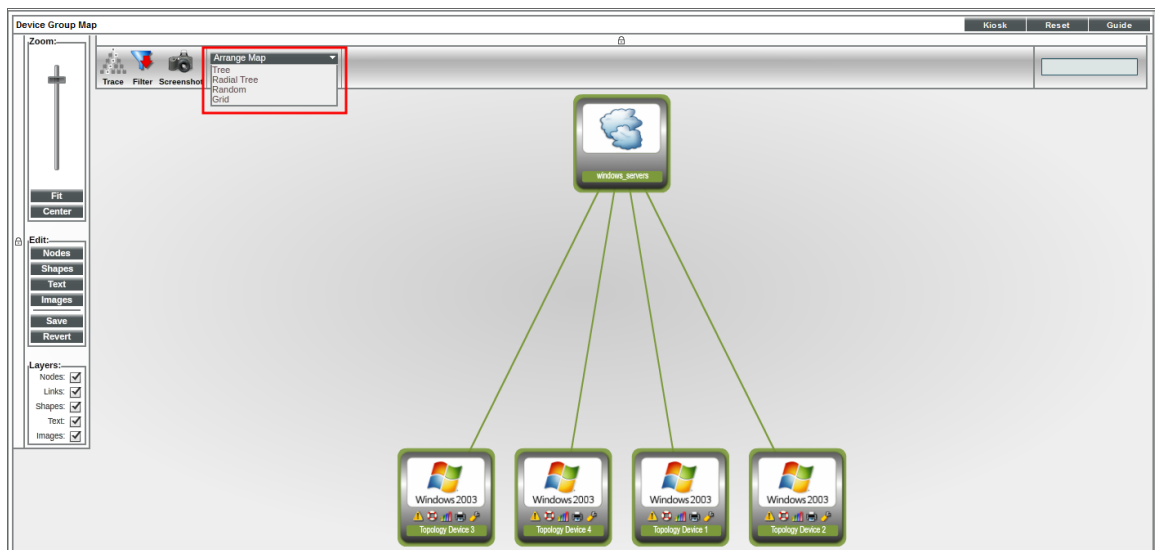 Device Group Map
Kiosk
Reset
Guide
Zoom:
Trace
Filter
Screenshot
Arrange Map
Tree
Radial Tree
Random
Grid
Fit
Center
Edit:
Nodes
Shapes
Text
Images
Save
Revert
Layers:
Nodes:
Links:
Shapes:
Text:
Images:
windows_servers
Windows 2003
Topology Device 3
Windows 2003
Topology Device 4
Windows 2003
Topology Device 1
Windows 2003
Topology Device 2